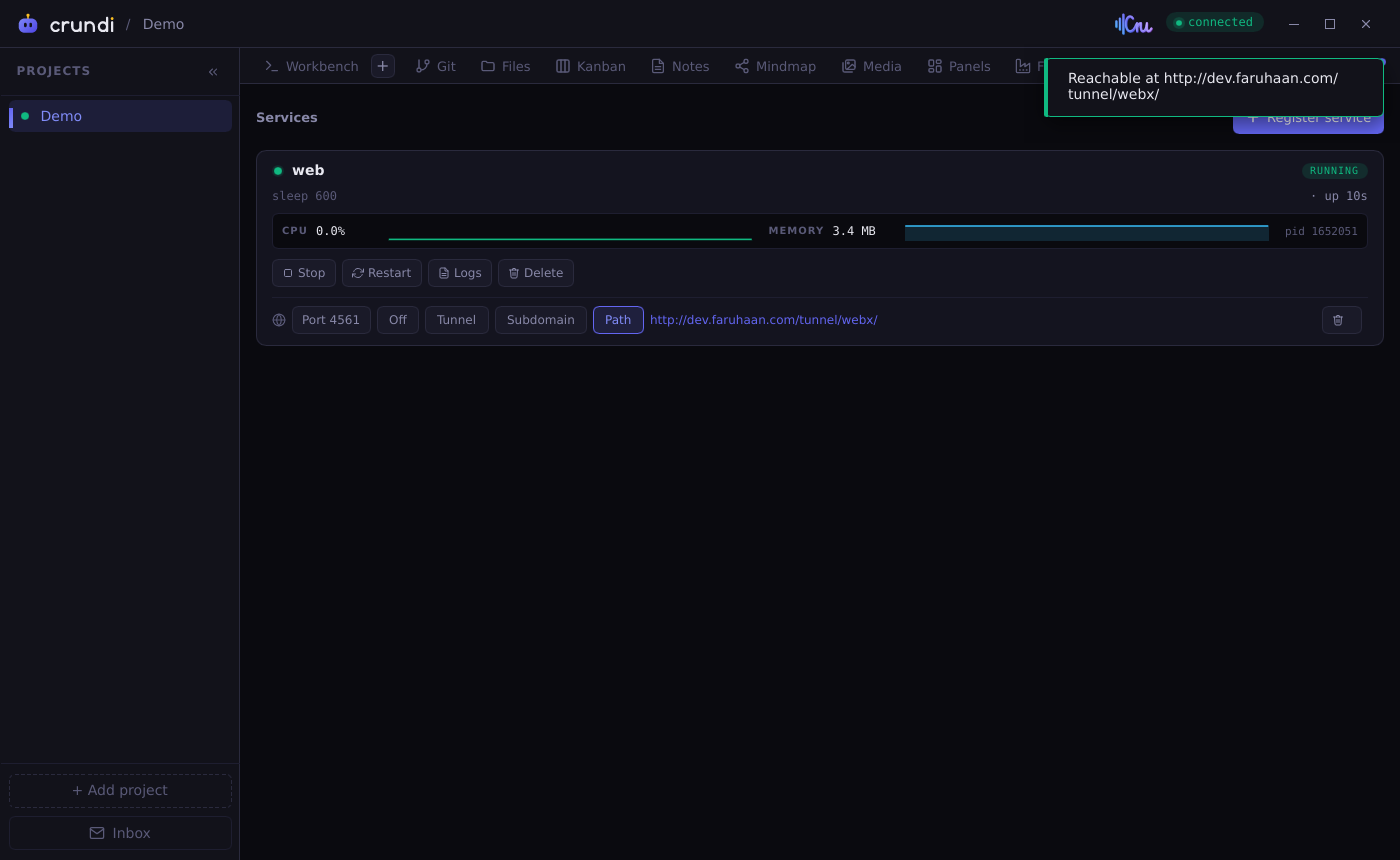 crundi / Demo
Cru
connected
PROJECTS
Demo
+ Add project
Inbox
Workbench
Git
Files
Kanban
Notes
Mindmap
Media
Panels
Reachable at http://dev.faruhaan.com/
tunnel/webx/
Services
+ Register service
web
RUNNING
sleep 600
· up 10s
CPU 0.0%
MEMORY 3.4 MB
pid 1652051
Stop
Restart
Logs
Delete
Port 4561
Off
Tunnel
Subdomain
Path
http://dev.faruhaan.com/tunnel/webx/